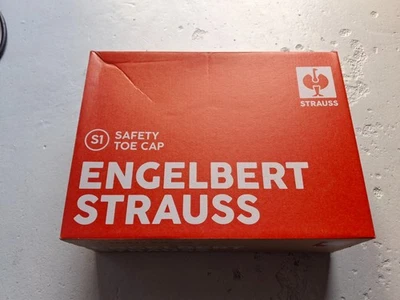 STRAUSS
S1 SAFETY
TOE CAP
ENGELBERT
STRAUSS